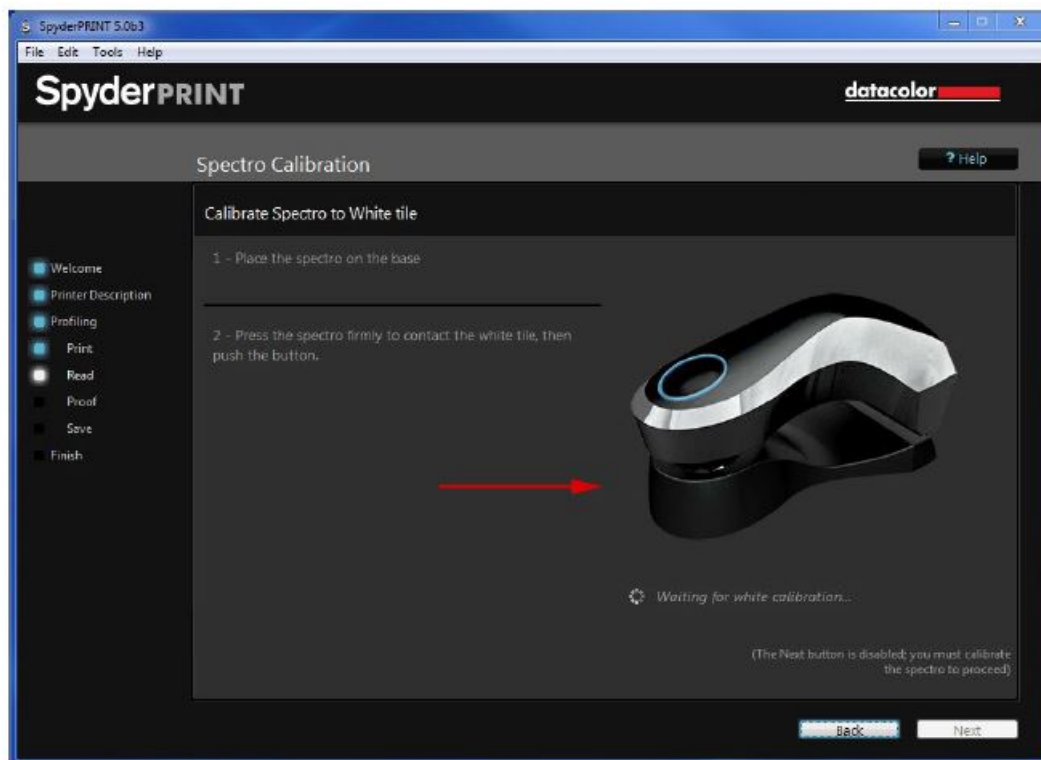 SpyderPRINT 5.0b3
File Edit Tools Help
SpyderPRINT
datacolor
Spectro Calibration
? Help
Calibrate Spectro to White tile
1 - Place the spectro on the base
2 - Press the spectro firmly to contact the white tile, then
push the button.
Welcome
Printer Description
Profiling
Print
Read
Proof
Save
Finish
Waiting for white calibration...
(The Next button is disabled; you must calibrate
the spectro to proceed)
Back
Next